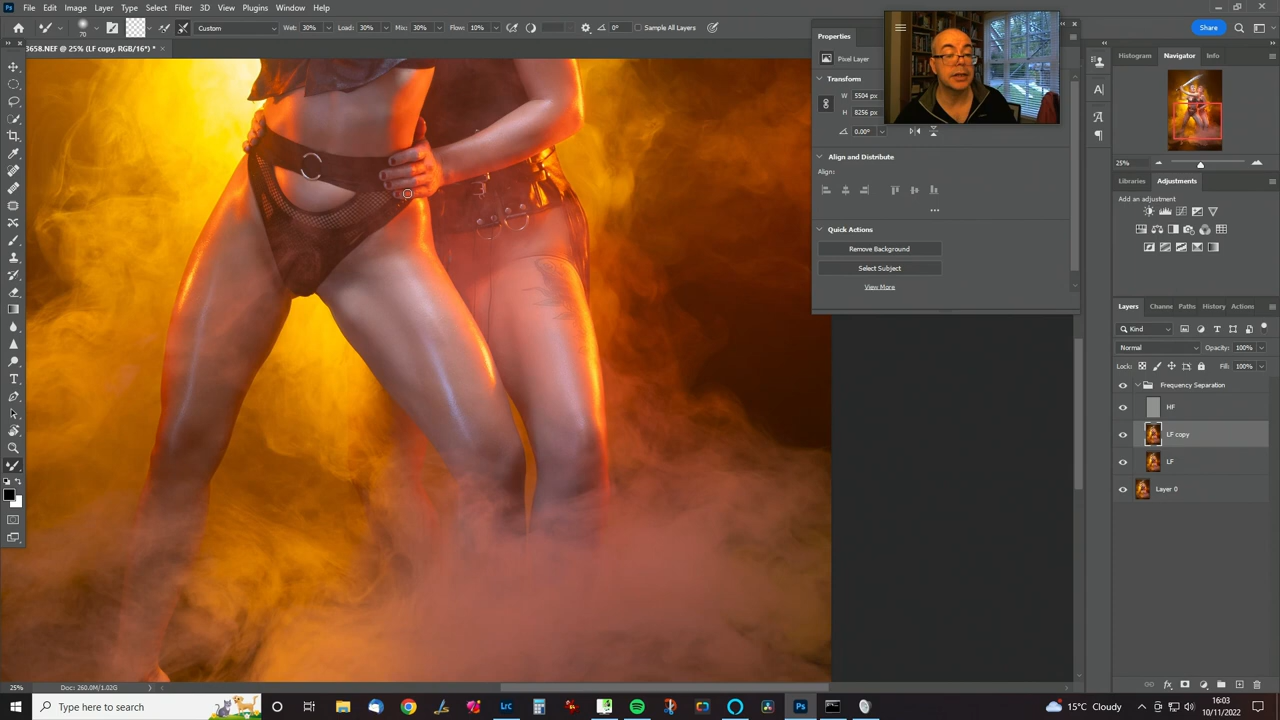 File Edit Image Layer Type Select Filter 3D View Plugins Window Help
Share
70 Custom Wet: 30% Load: 30% Mix: 30% Flow: 10% 0° Sample All Layers
3658.NEF @ 25% (LF copy, RGB/16*) *
Properties
Pixel Layer
Transform
W 5504 px
H 8256 px
0.00°
Align and Distribute
Align:
Quick Actions
Remove Background
Select Subject
View More
Histogram Navigator Info
25%
Libraries Adjustments
Add an adjustment
Layers Channe Paths History Actions
Kind
Normal Opacity: 100%
Lock: Fill: 100%
Frequency Separation
HF
LF copy
LF
Layer 0
25% Doc: 260.0M/1.02G
Type here to search
Lrc
Ps
15°C Cloudy
16:03
10/11/2022